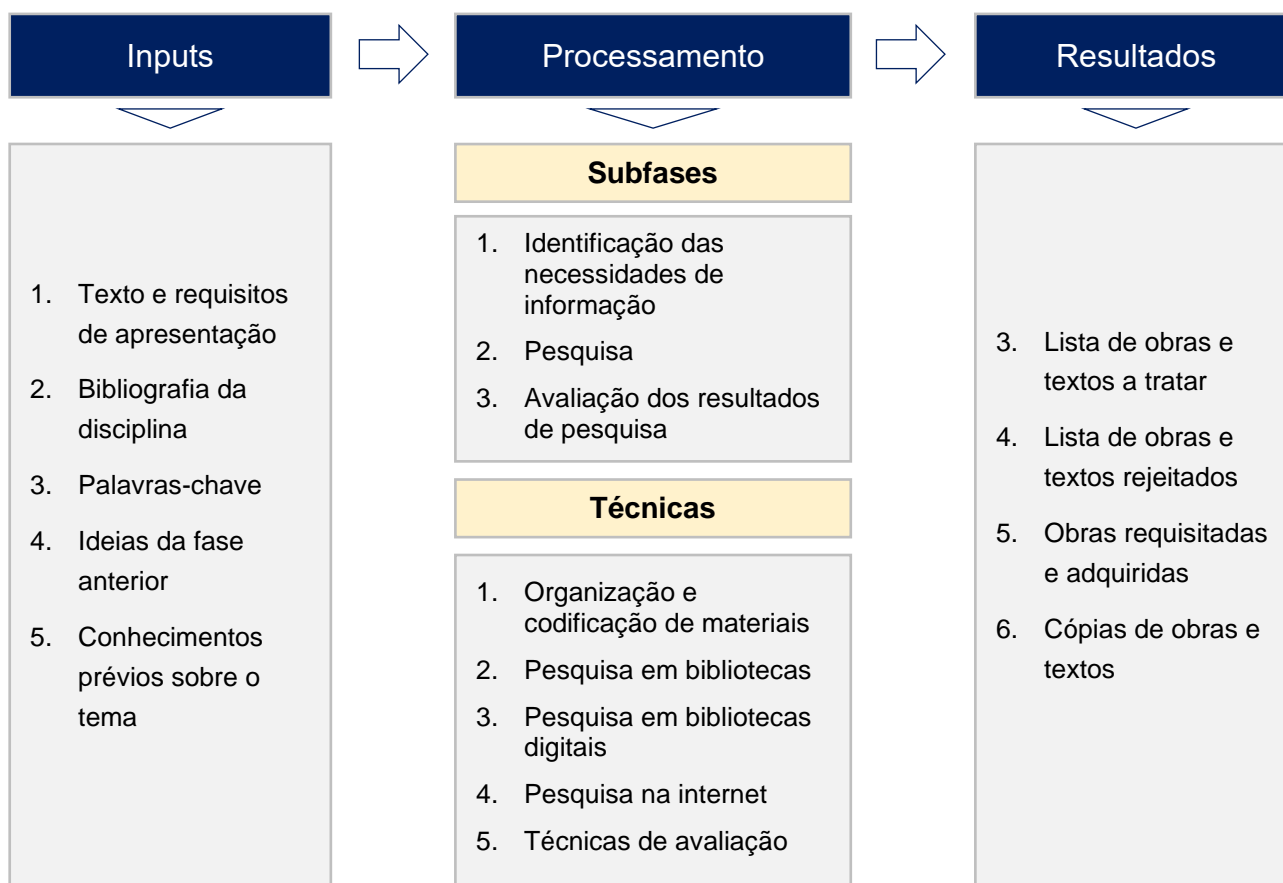 Inputs
Processamento
Resultados
1. Texto e requisitos
de apresentação
2. Bibliografia da
disciplina
3. Palavras-chave
4. Ideias da fase
anterior
5. Conhecimentos
prévios sobre o
tema
Subfases
1. Identificação das
necessidades de
informação
2. Pesquisa
3. Avaliação dos resultados
de pesquisa
Técnicas
1. Organização e
codificação de materiais
2. Pesquisa em bibliotecas
3. Pesquisa em bibliotecas
digitais
4. Pesquisa na internet
5. Técnicas de avaliação
3. Lista de obras e
textos a tratar
4. Lista de obras e
textos rejeitados
5. Obras requisitadas
e adquiridas
6. Cópias de obras e
textos